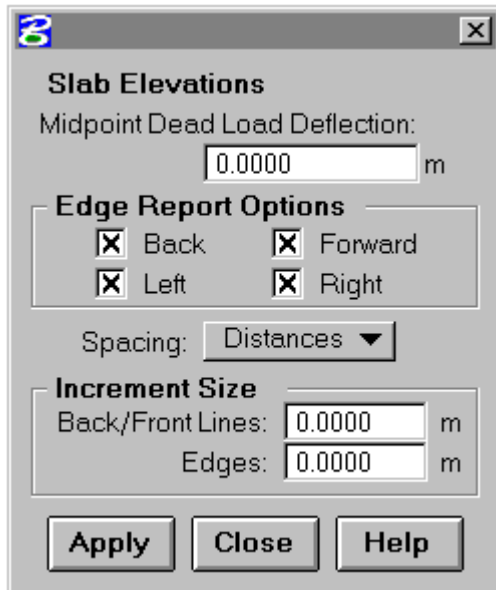 Slab Elevations
Midpoint Dead Load Deflection:
0.0000 m
Edge Report Options
Back Forward
Left Right
Spacing: Distances
Increment Size
Back/Front Lines: 0.0000 m
Edges: 0.0000 m
Apply Close Help